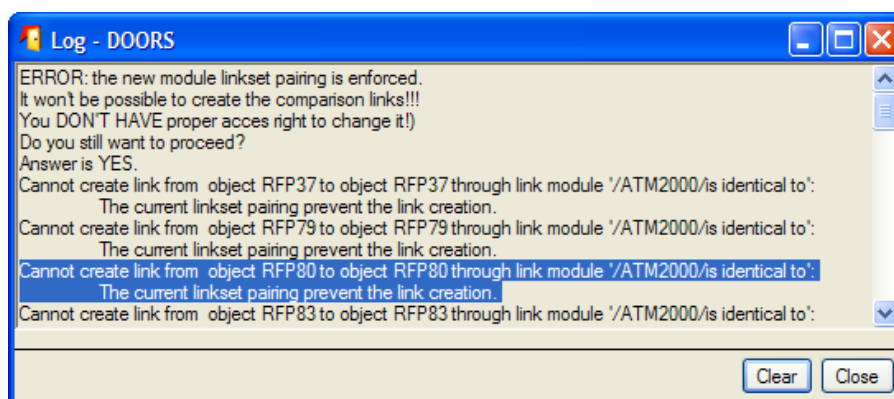 Log - DOORS
ERROR: the new module linkset pairing is enforced.
It won't be possible to create the comparison links!!!
You DON'T HAVE proper acces right to change it!)
Do you still want to proceed?
Answer is YES.
Cannot create link from object RFP37 to object RFP37 through link module '/ATM2000/is identical to':
The current linkset pairing prevent the link creation.
Cannot create link from object RFP79 to object RFP79 through link module '/ATM2000/is identical to':
The current linkset pairing prevent the link creation.
Cannot create link from object RFP80 to object RFP80 through link module '/ATM2000/is identical to':
The current linkset pairing prevent the link creation.
Cannot create link from object RFP83 to object RFP83 through link module '/ATM2000/is identical to':
Clear Close